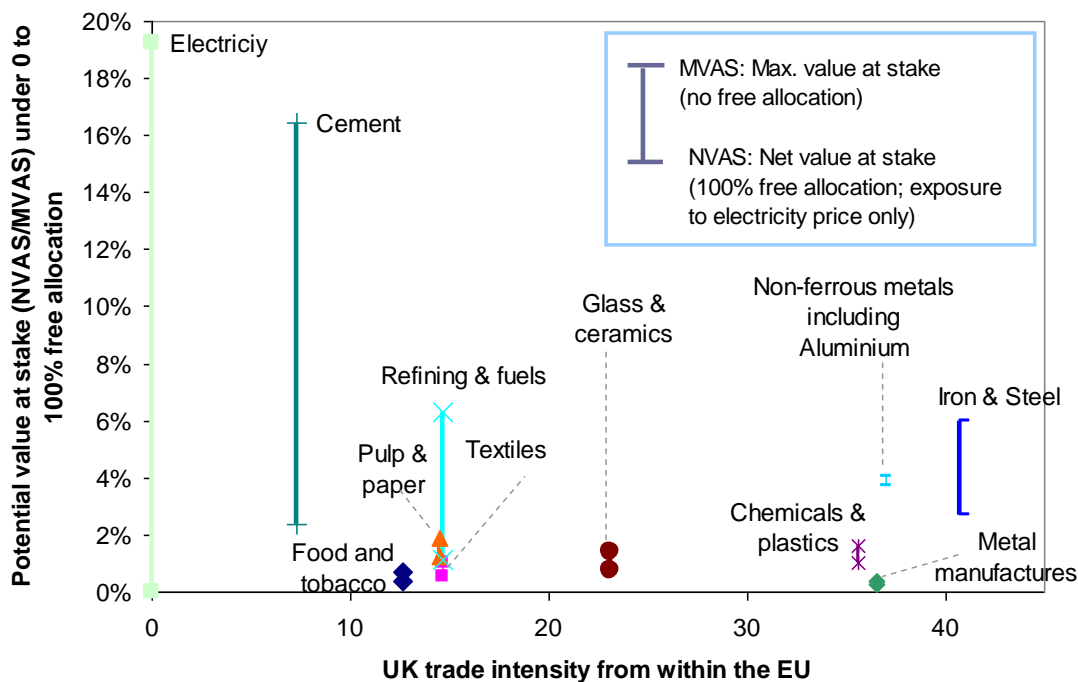 Potential value at stake (NVAS/MVAS) under 0 to
100% free allocation
20%
18%
16%
14%
12%
10%
8%
6%
4%
2%
0%
Electriciy
Cement
MVAS: Max. value at stake
(no free allocation)
NVAS: Net value at stake
(100% free allocation; exposure
to electricity price only)
Glass &
ceramics
Non-ferrous metals
including
Aluminium
Refining & fuels
Iron & Steel
Pulp &
paper
Textiles
Chemicals &
plastics
Food and
tobacco
Metal
manufactures
0
10
20
30
40
UK trade intensity from within the EU